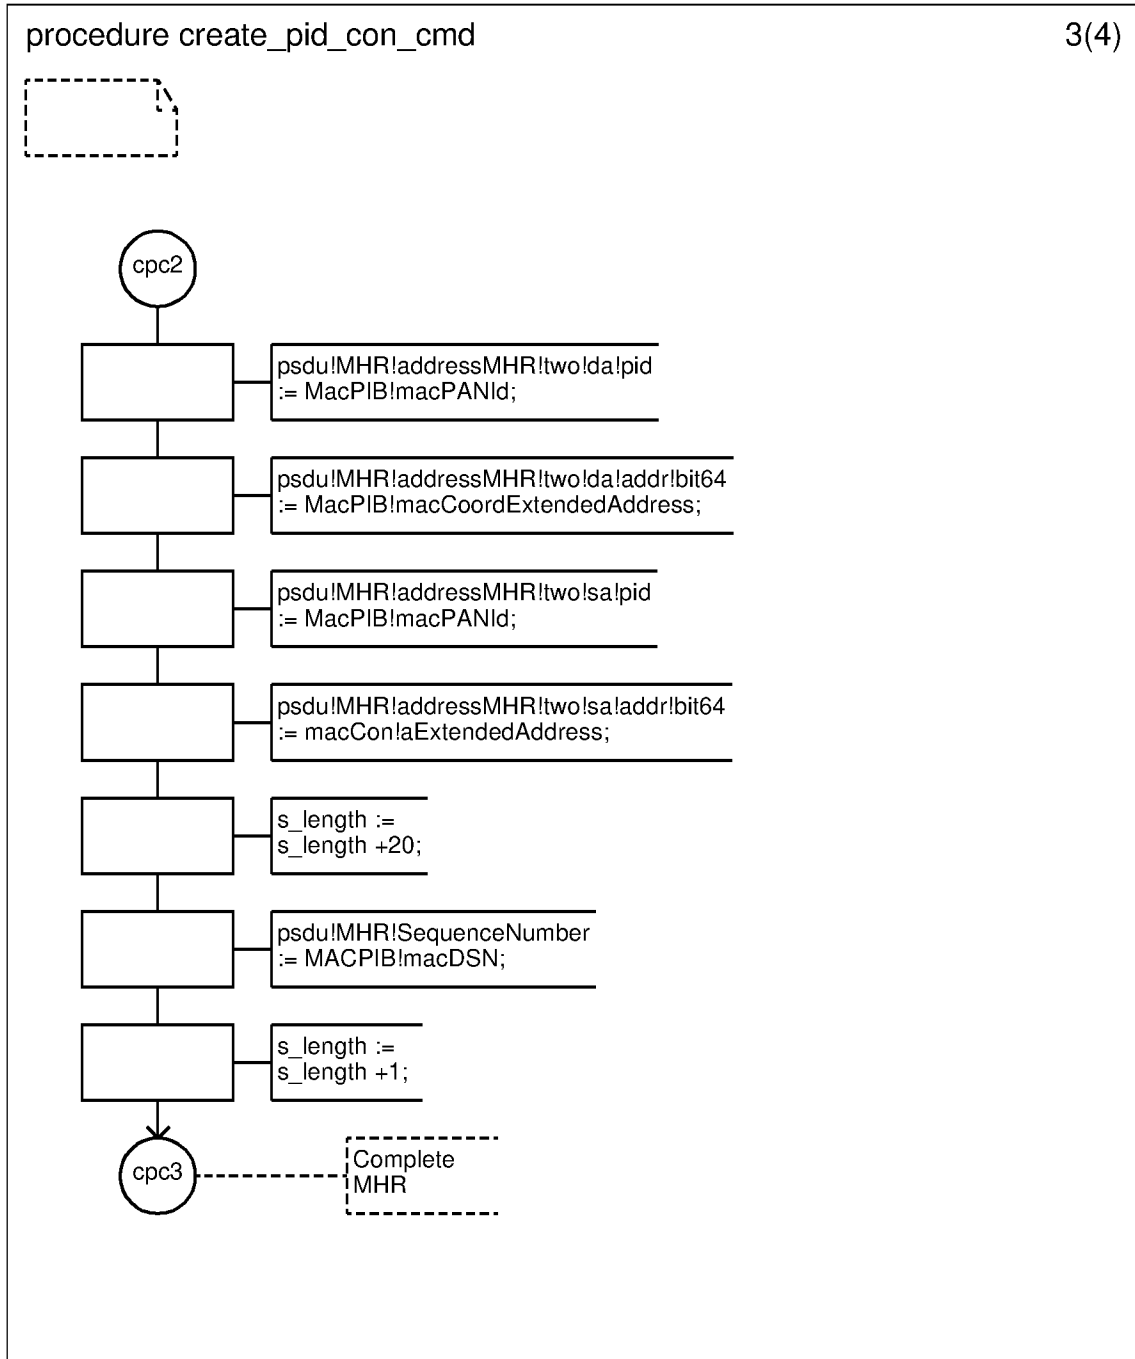 procedure create_pid_con_cmd
3(4)
cpc2
psdu!MHR!addressMHR!two!da!pid
:= MacPIB!macPANId;
psdu!MHR!addressMHR!two!da!addr!bit64
:= MacPIB!macCoordExtendedAddress;
psdu!MHR!addressMHR!two!sa!pid
:= MacPIB!macPANId;
psdu!MHR!addressMHR!two!sa!addr!bit64
:= macCon!aExtendedAddress;
s_length :=
s_length +20;
psdu!MHR!SequenceNumber
:= MACPIB!macDSN;
s_length :=
s_length +1;
cpc3
Complete
MHR